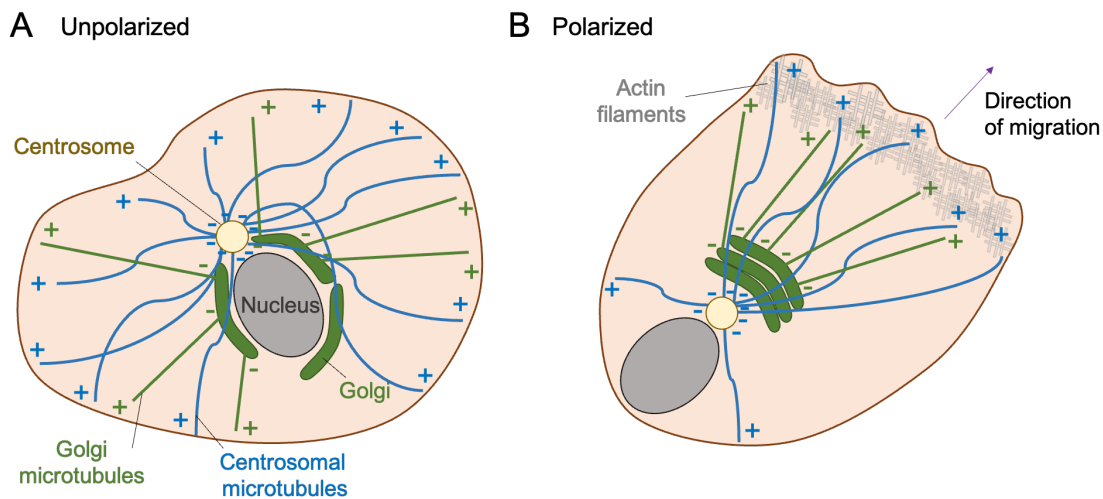 A Unpolarized
B Polarized
Centrosome
Nucleus
Golgi
Golgi
microtubules
Centrosomal
microtubules
Actin
filaments
Direction
of migration